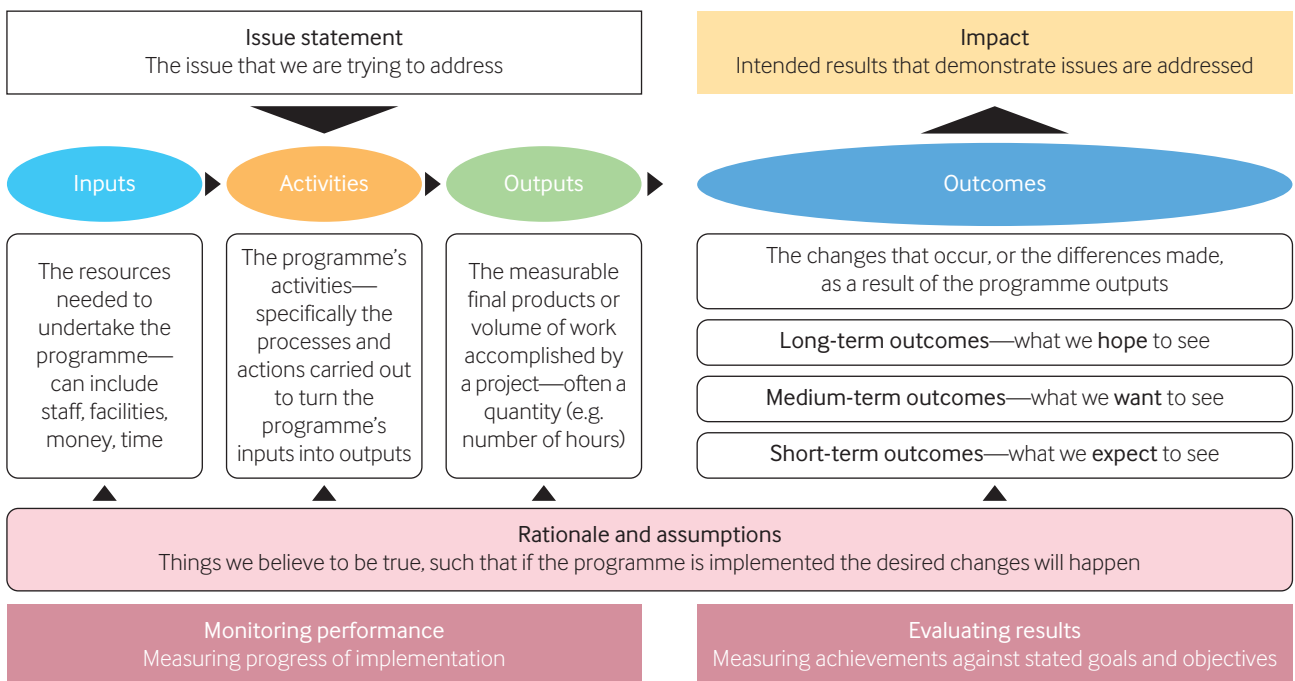 Issue statement
The issue that we are trying to address
Impact
Intended results that demonstrate issues are addressed
Inputs
Activities
Outputs
Outcomes
The resources
needed to
undertake the
programme—
can include
staff, facilities,
money, time
The programme’s
activities—
specifically the
processes and
actions carried out
to turn the
programme’s
inputs into outputs
The measurable
final products or
volume of work
accomplished by
a project—often a
quantity (e.g.
number of hours)
The changes that occur, or the differences made,
as a result of the programme outputs
Long-term outcomes—what we hope to see
Medium-term outcomes—what we want to see
Short-term outcomes—what we expect to see
Rationale and assumptions
Things we believe to be true, such that if the programme is implemented the desired changes will happen
Monitoring performance
Measuring progress of implementation
Evaluating results
Measuring achievements against stated goals and objectives